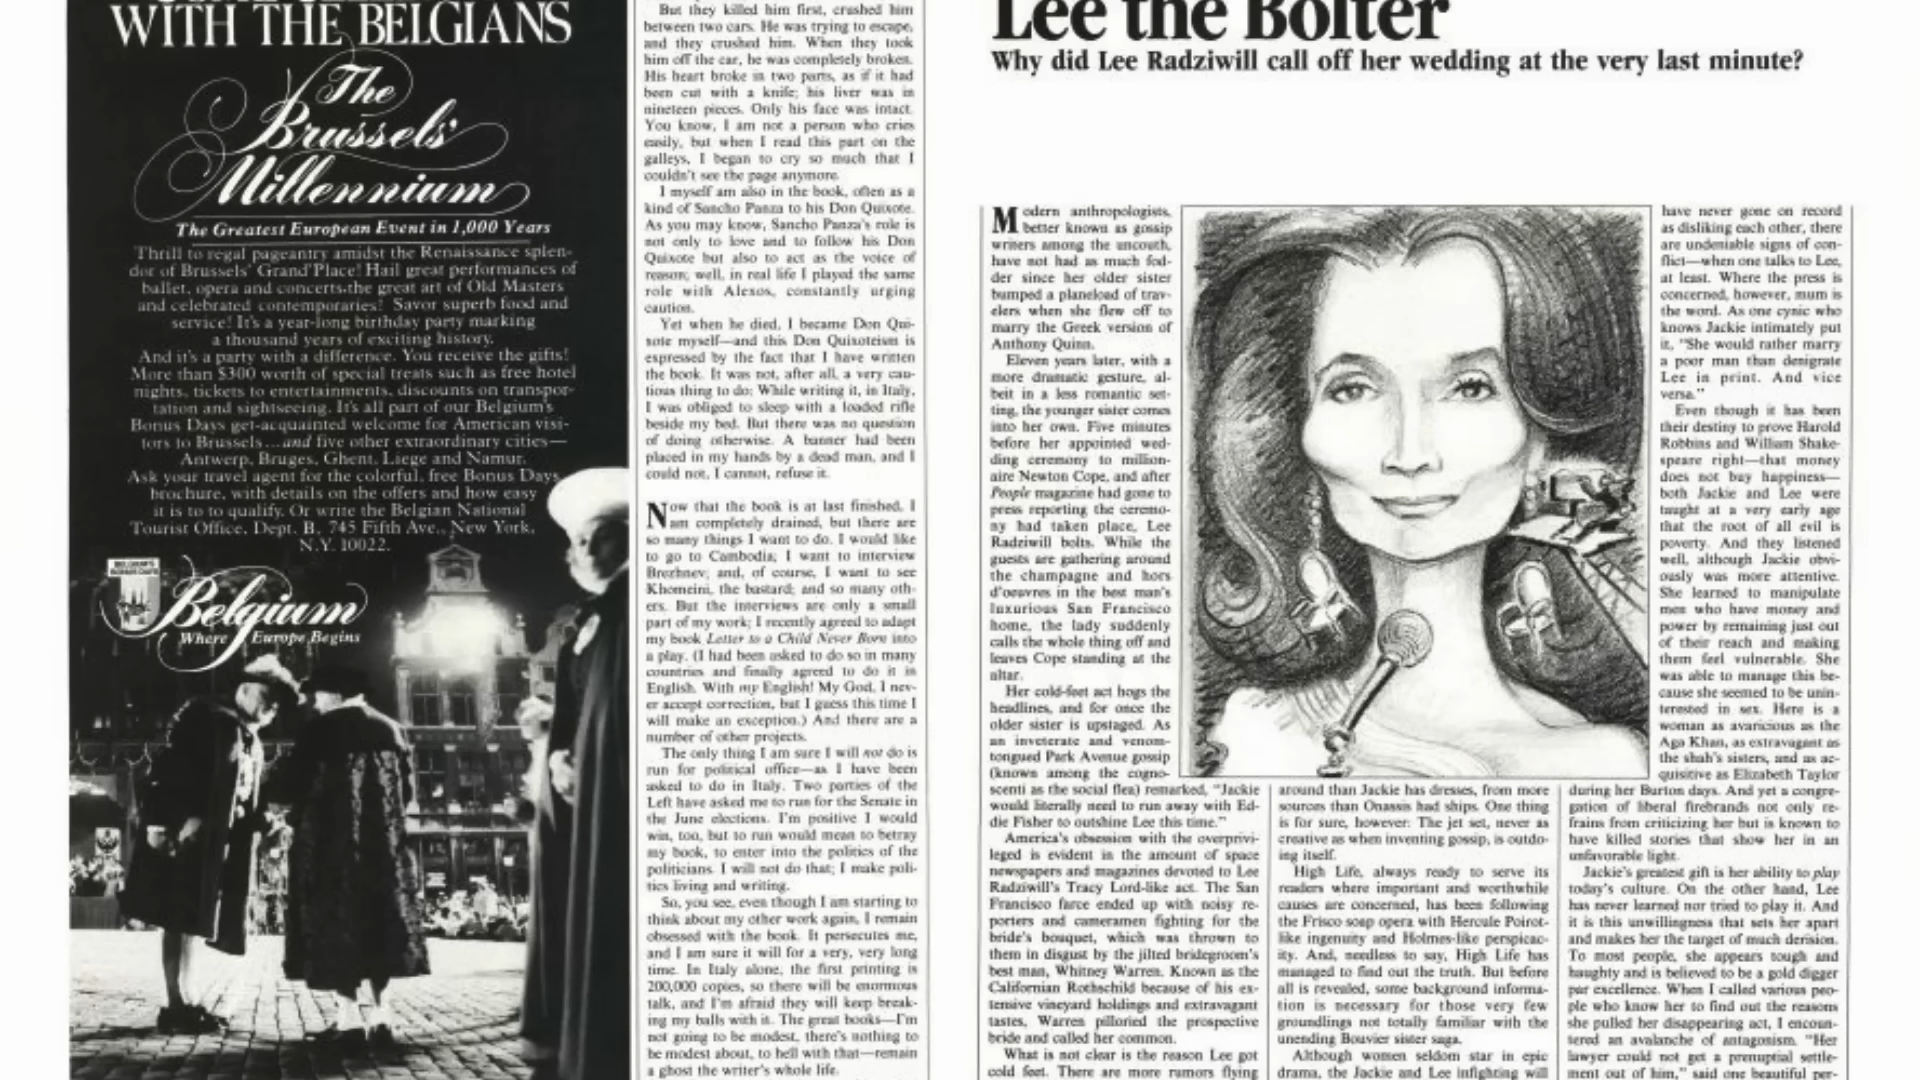 WITH THE BELGIANS
The
Brussels'
Millennium
The Greatest European Event in 1,000 Years
Thrill to regal pageantry amidst the Renaissance splen-
dor of Brussels' Grand'Place! Hail great performances of
ballet, opera and concerts-the great art of Old Masters
and celebrated contemporaries! Savor superb food and
service! It's a year-long birthday party marking
a thousand years of exciting history.
And it's a party with a difference. You receive the gifts!
More than $300 worth of special treats such as free hotel
nights, tickets to entertainments, discounts on transpor-
tation and sightseeing. It's all part of our Belgium's
Bonus Days get-acquainted welcome for American visi-
tors to Brussels...and five other extraordinary cities—
Antwerp, Bruges, Ghent, Liege and Namur.
Ask your travel agent for the colorful, free Bonus Days
brochure, with details on the offers and how easy
it is to to qualify. Or write the Belgian National
Tourist Office, Dept. B, 745 Fifth Ave., New York,
N.Y. 10022.
BELGIUM'S
BONUS DAYS
Belgium
Where Europe Begins
But they killed him first, crushed him
between two cars. He was trying to escape,
and they crushed him. When they took
him off the car, he was completely broken.
His heart broke in two parts, as if it had
been cut with a knife; his liver was in
nineteen pieces. Only his face was intact.
You know, I am not a person who cries
easily, but when I read this part on the
galleys, I began to cry so much that I
couldn't see the page anymore.
I myself am also in the book, often as a
kind of Sancho Panza to his Don Quixote.
As you may know, Sancho Panza's role is
not only to love and to follow his Don
Quixote but also to act as the voice of
reason; well, in real life I played the same
role with Alexos, constantly urging
caution.
Yet when he died, I became Don Qui-
xote myself—and this Don Quixoteism is
expressed by the fact that I have written
the book. It was not, after all, a very cau-
tious thing to do: While writing it, in Italy,
I was obliged to sleep with a loaded rifle
beside my bed. But there was no question
of doing otherwise. A banner had been
placed in my hands by a dead man, and I
could not, I cannot, refuse it.
Now that the book is at last finished, I
am completely drained, but there are
so many things I want to do. I would like
to go to Cambodia; I want to interview
Brezhnev; and, of course, I want to see
Khomeini, the bastard; and so many oth-
ers. But the interviews are only a small
part of my work; I recently agreed to adapt
my book Letter to a Child Never Born into
a play. (I had been asked to do so in many
countries and finally agreed to do it in
English. With my English! My God, I nev-
er accept correction, but I guess this time I
will make an exception.) And there are a
number of other projects.
The only thing I am sure I will not do is
run for political office—as I have been
asked to do in Italy. Two parties of the
Left have asked me to run for the Senate in
the June elections. I'm positive I would
win, too, but to run would mean to betray
my book, to enter into the politics of the
politicians. I will not do that; I make poli-
tics living and writing.
So, you see, even though I am starting to
think about my other work again, I remain
obsessed with the book. It persecutes me,
and I am sure it will for a very, very long
time. In Italy alone, the first printing is
200,000 copies, so there will be enormous
talk, and I'm afraid they will keep break-
ing my balls with it. The great books—I'm
not going to be modest, there's nothing to
be modest about, to hell with that—remain
a ghost the writer's whole life.
Lee the Bolter
Why did Lee Radziwill call off her wedding at the very last minute?
Modern anthropologists,
better known as gossip
writers among the uncouth,
have not had as much fod-
der since her older sister
bumped a planeload of trav-
elers when she flew off to
marry the Greek version of
Anthony Quinn.
Eleven years later, with a
more dramatic gesture, al-
beit in a less romantic set-
ting, the younger sister comes
into her own. Five minutes
before her appointed wed-
ding ceremony to million-
aire Newton Cope, and after
People magazine had gone to
press reporting the ceremo-
ny had taken place, Lee
Radziwill bolts. While the
guests are gathering around
the champagne and hors
d'oeuvres in the best man's
luxurious San Francisco
home, the lady suddenly
calls the whole thing off and
leaves Cope standing at the
altar.
Her cold-feet act hogs the
headlines, and for once the
older sister is upstaged. As
an inveterate and venom-
tongued Park Avenue gossip
(known among the cogno-
scenti as the social flea) remarked, "Jackie
would literally need to run away with Ed-
die Fisher to outshine Lee this time."
America's obsession with the overprivi-
leged is evident in the amount of space
newspapers and magazines devoted to Lee
Radziwill's Tracy Lord-like act. The San
Francisco farce ended up with noisy re-
porters and cameramen fighting for the
bride's bouquet, which was thrown to
them in disgust by the jilted bridegroom's
best man, Whitney Warren. Known as the
Californian Rothschild because of his ex-
tensive vineyard holdings and extravagant
tastes, Warren pilloried the prospective
bride and called her common.
What is not clear is the reason Lee got
cold feet. There are more rumors flying
around than Jackie has dresses, from more
sources than Onassis had ships. One thing
is for sure, however: The jet set, never as
creative as when inventing gossip, is outdo-
ing itself.
High Life, always ready to serve its
readers where important and worthwhile
causes are concerned, has been following
the Frisco soap opera with Hercule Poirot-
like ingenuity and Holmes-like perspicac-
ity. And, needless to say, High Life has
managed to find out the truth. But before
all is revealed, some background informa-
tion is necessary for those very few
groundlings not totally familiar with the
unending Bouvier sister saga.
Although women seldom star in epic
drama, the Jackie and Lee infighting will
have never gone on record
as disliking each other, there
are undeniable signs of con-
flict—when one talks to Lee,
at least. Where the press is
concerned, however, mum is
the word. As one cynic who
knows Jackie intimately put
it, "She would rather marry
a poor man than denigrate
Lee in print. And vice
versa."
Even though it has been
their destiny to prove Harold
Robbins and William Shake-
speare right—that money
does not buy happiness—
both Jackie and Lee were
taught at a very early age
that the root of all evil is
poverty. And they listened
well, although Jackie obvi-
ously was more attentive.
She learned to manipulate
men who have money and
power by remaining just out
of their reach and making
them feel vulnerable. She
was able to manage this be-
cause she seemed to be unin-
terested in sex. Here is a
woman as avaricious as the
Aga Khan, as extravagant as
the shah's sisters, and as ac-
quisitive as Elizabeth Taylor
during her Burton days. And yet a congre-
gation of liberal firebrands not only re-
frains from criticizing her but is known to
have killed stories that show her in an
unfavorable light.
Jackie's greatest gift is her ability to play
today's culture. On the other hand, Lee
has never learned nor tried to play it. And
it is this unwillingness that sets her apart
and makes her the target of much derision.
To most people, she appears tough and
haughty and is believed to be a gold digger
par excellence. When I called various peo-
ple who know her to find out the reasons
she pulled her disappearing act, I encoun-
tered an avalanche of antagonism. "Her
lawyer could not get a prenuptial settle-
ment out of him," said one beautiful per-